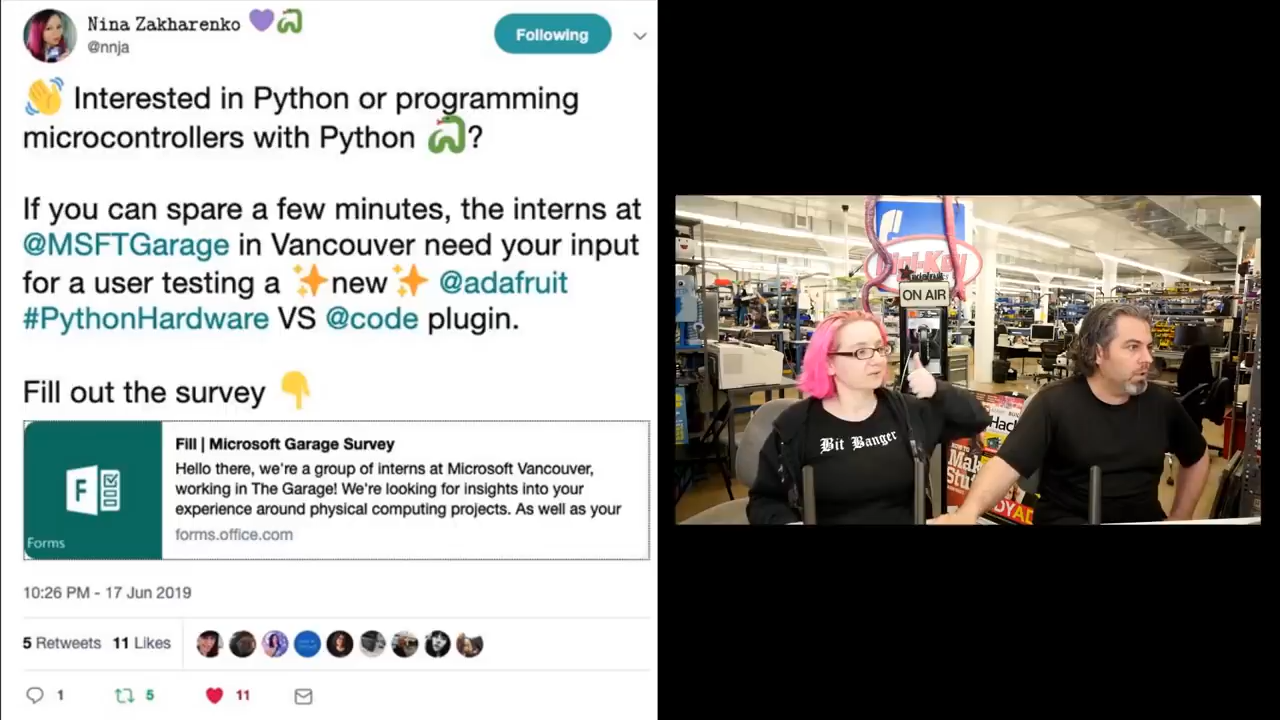 Nina Zakharenko 💜🐍
@nnja
Following
👋 Interested in Python or programming
microcontrollers with Python 🐍?
If you can spare a few minutes, the interns at
@MSFTGarage in Vancouver need your input
for a user testing a ✨new✨ @adafruit
#PythonHardware VS @code plugin.
Fill out the survey 👇
Fill | Microsoft Garage Survey
Hello there, we're a group of interns at Microsoft Vancouver,
working in The Garage! We're looking for insights into your
experience around physical computing projects. As well as your
forms.office.com
F
Forms
10:26 PM - 17 Jun 2019
5 Retweets 11 Likes
1 5 11
Digi-Key
adafruit
ON AIR
Bit Banger
Mak
Stu